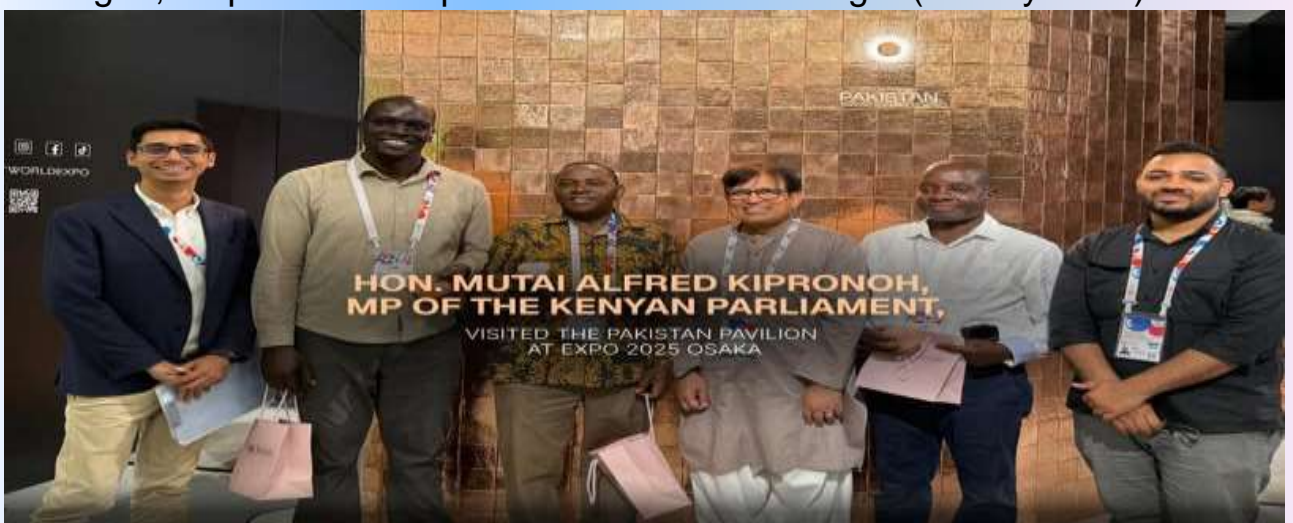 PAKISTAN
WORLDEXPO
HON. MUTAI ALFRED KIPRONOH,
MP OF THE KENYAN PARLIAMENT,
VISITED THE PAKISTAN PAVILION
AT EXPO 2025 OSAKA